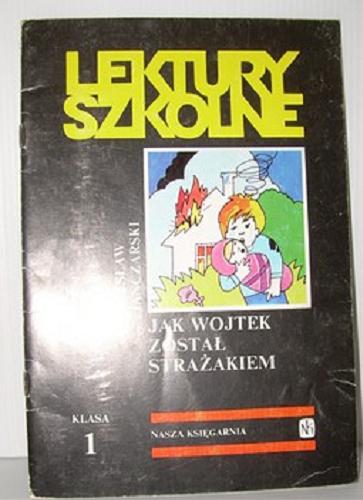 LEKTURY
SZKOLNE
JAK WOJTEK
ZOSTAŁ
STRAŻAKIEM
KLASA
1
NASZA KSIĘGARNIA